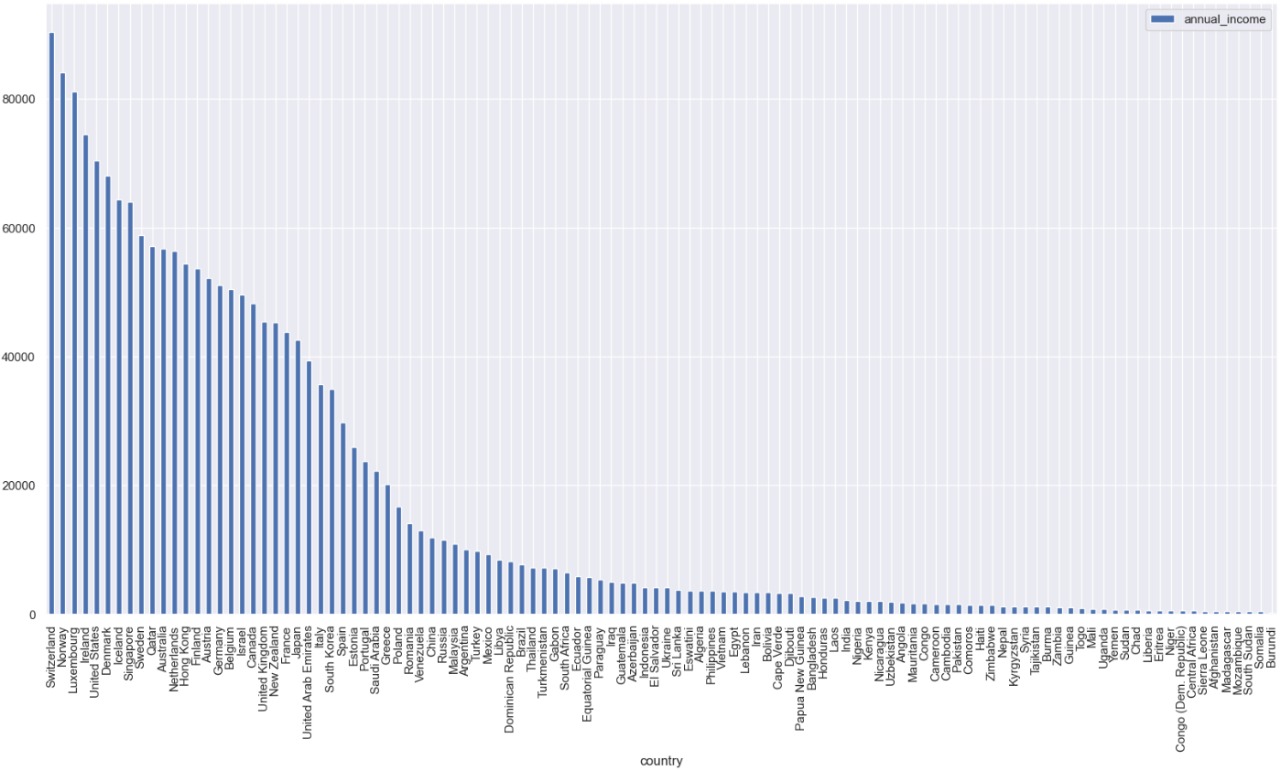 annual_income
80000
60000
40000
20000
0
Switzerland
Norway
Luxembourg
Ireland
United States
Denmark
Iceland
Singapore
Sweden
Qatar
Australia
Netherlands
Hong Kong
Finland
Austria
Germany
Belgium
Israel
Canada
United Kingdom
New Zealand
France
Japan
United Arab Emirates
Italy
South Korea
Spain
Estonia
Portugal
Saudi Arabia
Greece
Poland
Romania
Venezuela
China
Russia
Malaysia
Argentina
Turkey
Mexico
Libya
Dominican Republic
Brazil
Thailand
Turkmenistan
Gabon
South Africa
Ecuador
Equatorial Guinea
Paraguay
Iraq
Guatemala
Azerbaijan
Indonesia
El Salvador
Ukraine
Sri Lanka
Eswatini
Algeria
Philippines
Vietnam
Egypt
Lebanon
Iran
Bolivia
Cape Verde
Djibouti
Papua New Guinea
Bangladesh
Honduras
Laos
India
Nigeria
Kenya
Nicaragua
Uzbekistan
Angola
Mauritania
Congo
Cameroon
Cambodia
Pakistan
Comoros
Haiti
Zimbabwe
Nepal
Kyrgyzstan
Syria
Tajikistan
Burma
Zambia
Guinea
Togo
Mali
Uganda
Yemen
Sudan
Chad
Liberia
Eritrea
Niger
Congo (Dem. Republic)
Central Africa
Sierra Leone
Afghanistan
Madagascar
Mozambique
South Sudan
Somalia
Burundi
country